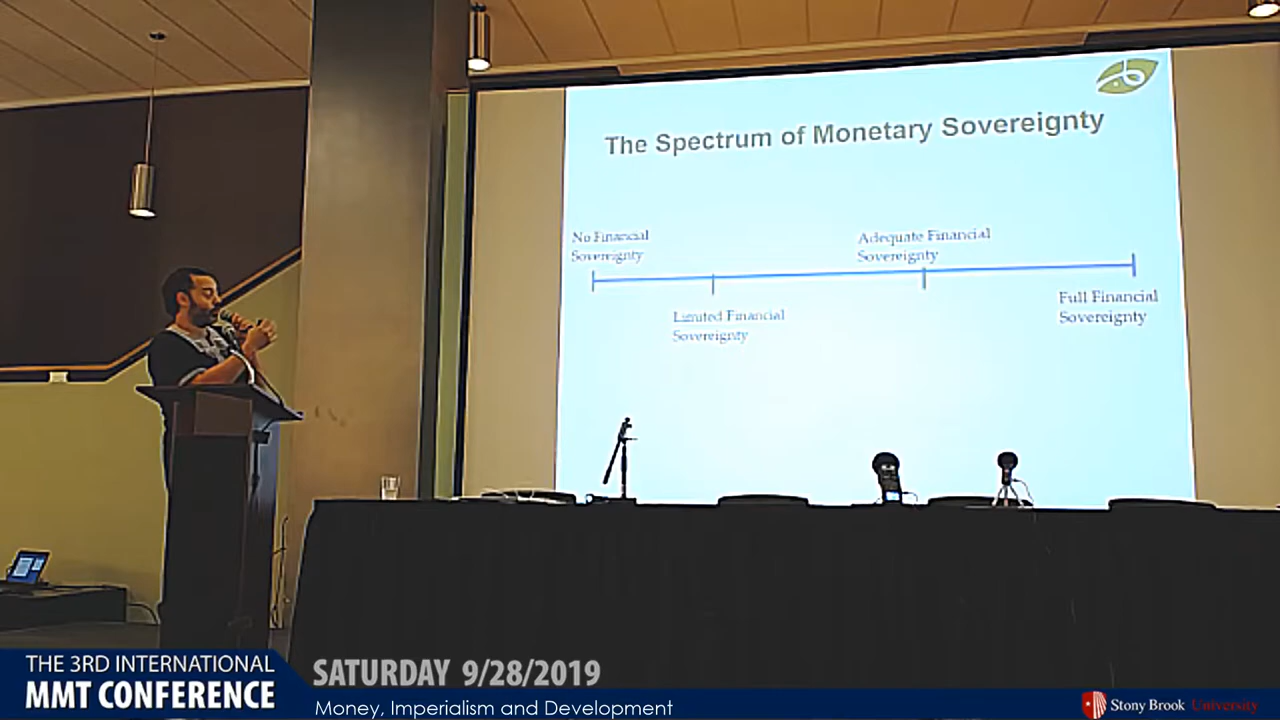 The Spectrum of Monetary Sovereignty
No Financial
Sovereignty
Adequate Financial
Sovereignty
Limited Financial
Sovereignty
Full Financial
Sovereignty
THE 3RD INTERNATIONAL
MMT CONFERENCE
SATURDAY 9/28/2019
Money, Imperialism and Development
Stony Brook University